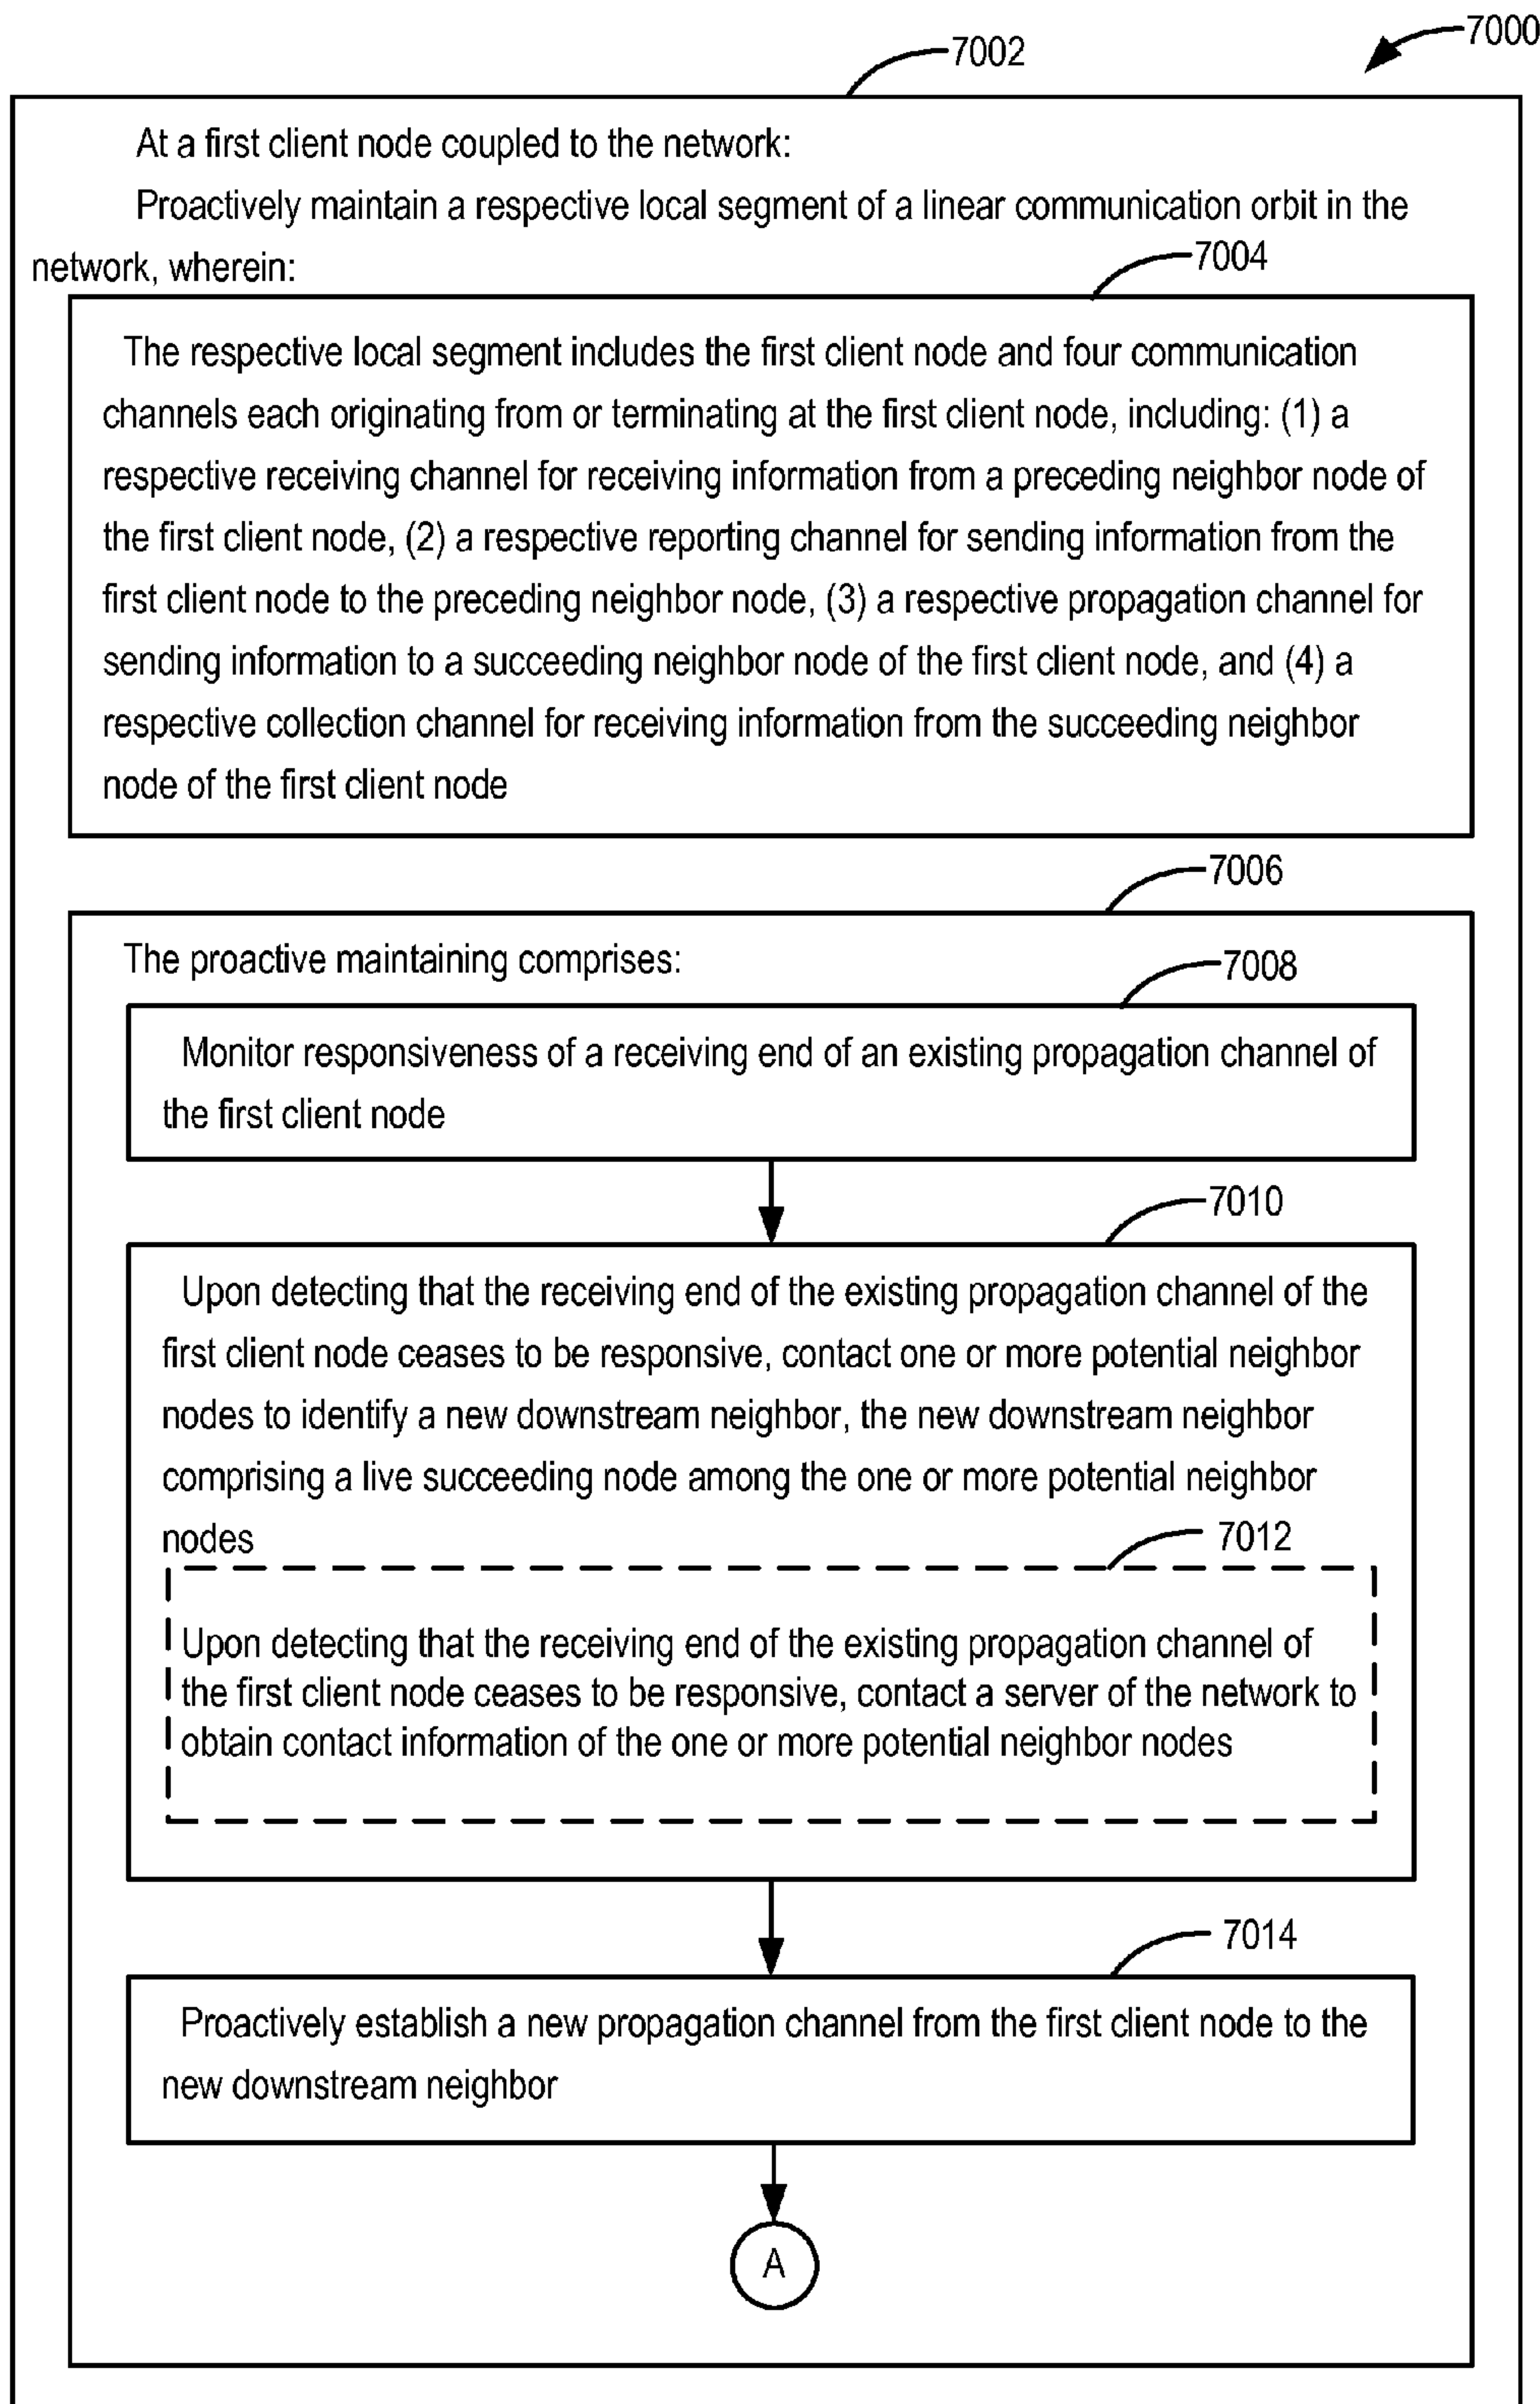 7000
7002
At a first client node coupled to the network:
Proactively maintain a respective local segment of a linear communication orbit in the
network, wherein:
7004
The respective local segment includes the first client node and four communication
channels each originating from or terminating at the first client node, including: (1) a
respective receiving channel for receiving information from a preceding neighbor node of
the first client node, (2) a respective reporting channel for sending information from the
first client node to the preceding neighbor node, (3) a respective propagation channel for
sending information to a succeeding neighbor node of the first client node, and (4) a
respective collection channel for receiving information from the succeeding neighbor
node of the first client node
7006
The proactive maintaining comprises:
7008
Monitor responsiveness of a receiving end of an existing propagation channel of
the first client node
7010
Upon detecting that the receiving end of the existing propagation channel of the
first client node ceases to be responsive, contact one or more potential neighbor
nodes to identify a new downstream neighbor, the new downstream neighbor
comprising a live succeeding node among the one or more potential neighbor
nodes
7012
Upon detecting that the receiving end of the existing propagation channel of
the first client node ceases to be responsive, contact a server of the network to
obtain contact information of the one or more potential neighbor nodes
7014
Proactively establish a new propagation channel from the first client node to the
new downstream neighbor
A